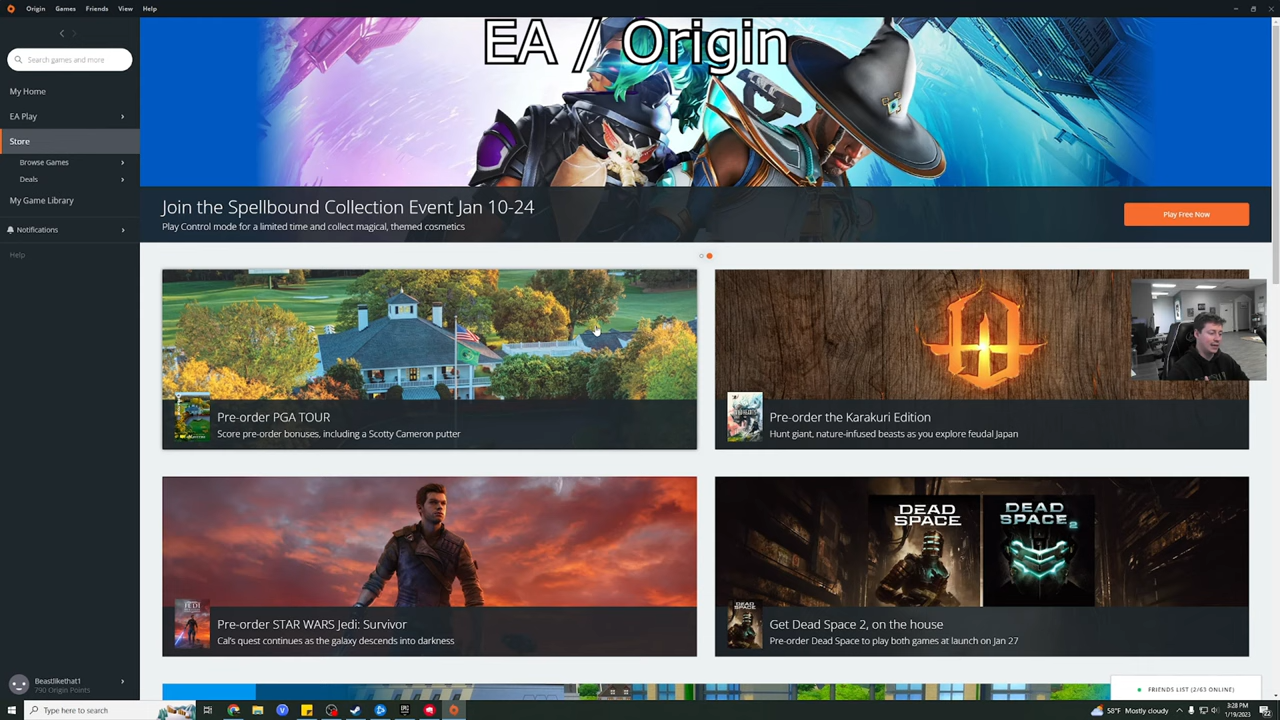 Origin Games Friends View Help
EA / Origin
Search games and more
My Home
EA Play
Store
Browse Games
Deals
My Game Library
Notifications
Help
Join the Spellbound Collection Event Jan 10-24
Play Control mode for a limited time and collect magical, themed cosmetics
Play Free Now
Pre-order PGA TOUR
Score pre-order bonuses, including a Scotty Cameron putter
Pre-order the Karakuri Edition
Hunt giant, nature-infused beasts as you explore feudal Japan
JEDI
Pre-order STAR WARS Jedi: Survivor
Cal's quest continues as the galaxy descends into darkness
DEAD
SPACE
DEAD
SPACE 2
Get Dead Space 2, on the house
Pre-order Dead Space to play both games at launch on Jan 27
Beastlikethat1
790 Origin Points
FRIENDS LIST (2/63 ONLINE)
Type here to search
58°F Mostly cloudy
3:28 PM
1/19/2023